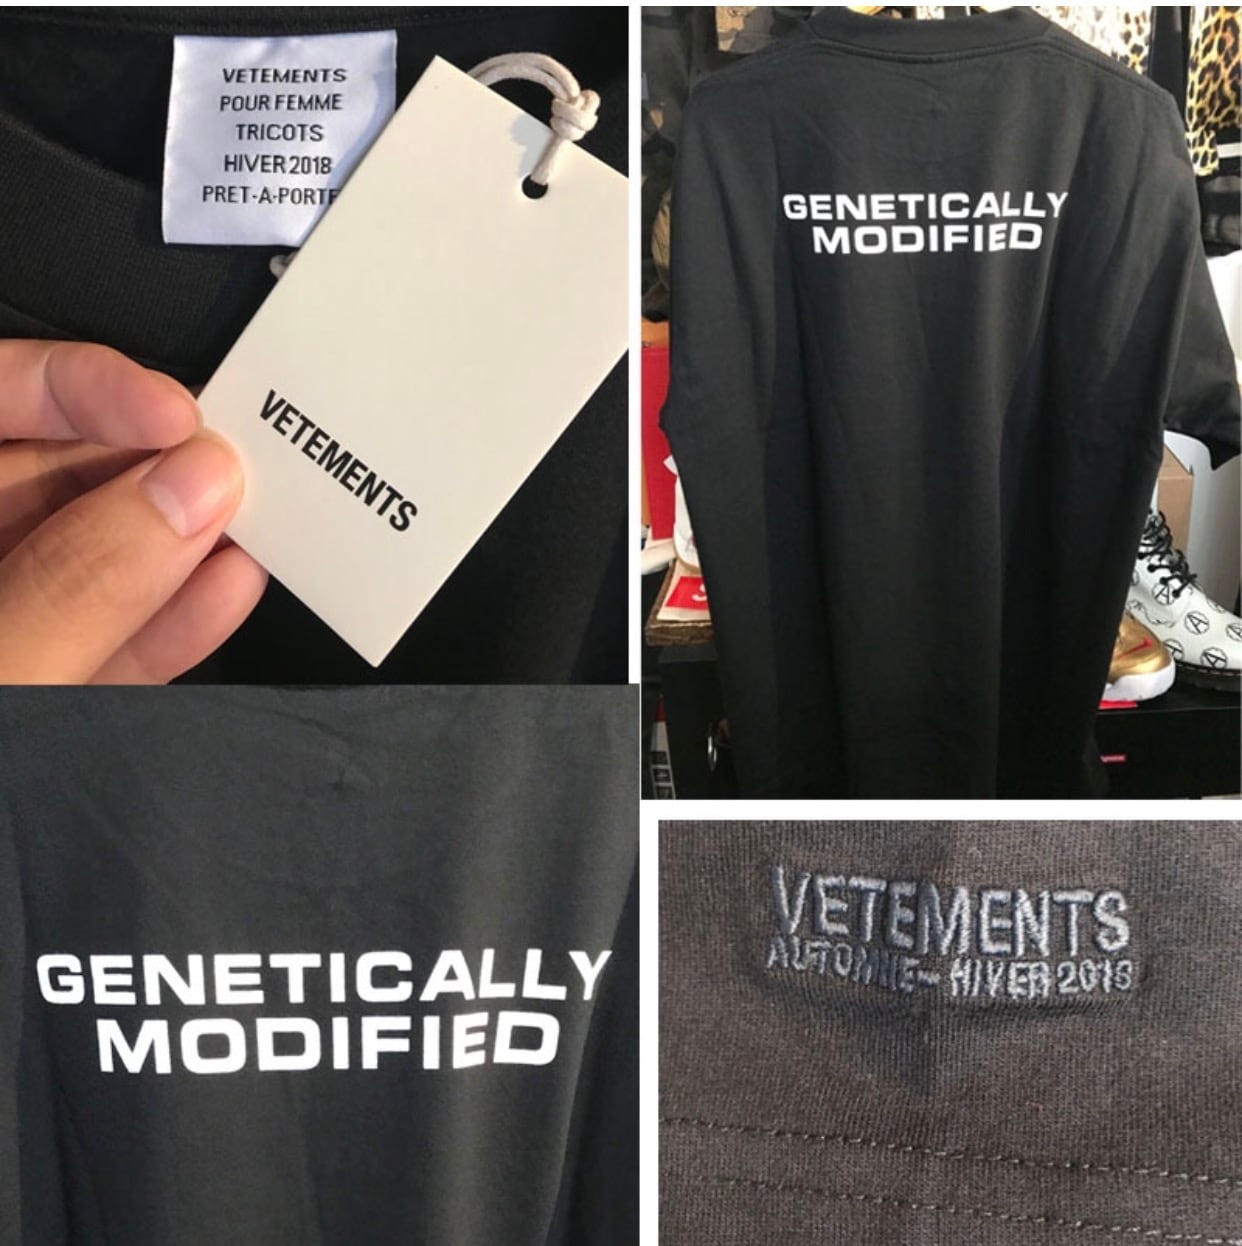 VETEMENTS
POUR FEMME
TRICOTS
HIVER 2018
PRET-A-PORTE
VETEMENTS
GENETICALLY
MODIFIED
GENETICALLY
MODIFIED
VETEMENTS
AUTOMNE-HIVER 2018